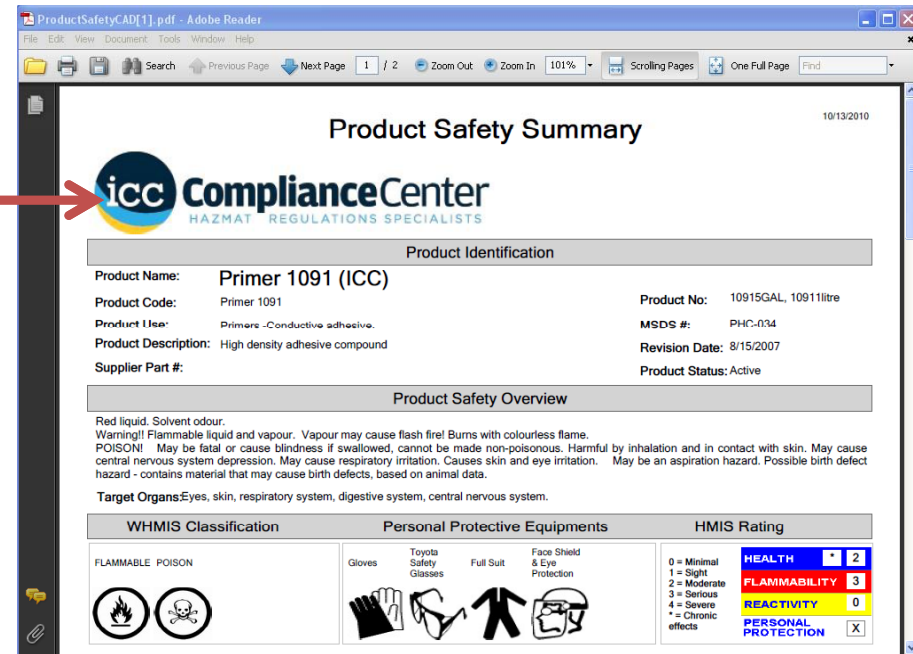 ProductSafetyCAD[1].pdf - Adobe Reader
File Edit View Document Tools Window Help
Search Previous Page Next Page 1 / 2 Zoom Out Zoom In 101% Scrolling Pages One Full Page Find
10/13/2010
Product Safety Summary
icc ComplianceCenter
HAZMAT REGULATIONS SPECIALISTS
Product Identification
Product Name: Primer 1091 (ICC)
Product Code: Primer 1091 Product No: 10915GAL, 10911litre
Product Use: Primers -Conductive adhesive. MSDS #: PHC-034
Product Description: High density adhesive compound Revision Date: 8/15/2007
Supplier Part #: Product Status: Active
Product Safety Overview
Red liquid. Solvent odour.
Warning!! Flammable liquid and vapour. Vapour may cause flash fire! Burns with colourless flame.
POISON! May be fatal or cause blindness if swallowed, cannot be made non-poisonous. Harmful by inhalation and in contact with skin. May cause
central nervous system depression. May cause respiratory irritation. Causes skin and eye irritation. May be an aspiration hazard. Possible birth defect
hazard - contains material that may cause birth defects, based on animal data.
Target Organs:Eyes, skin, respiratory system, digestive system, central nervous system.
WHMIS Classification Personal Protective Equipments HMIS Rating
FLAMMABLE POISON
Gloves
Toyota
Safety
Glasses
Full Suit
Face Shield
& Eye
Protection
0 = Minimal
1 = Sight
2 = Moderate
3 = Serious
4 = Severe
* = Chronic
effects
HEALTH * 2
FLAMMABILITY 3
REACTIVITY 0
PERSONAL
PROTECTION X